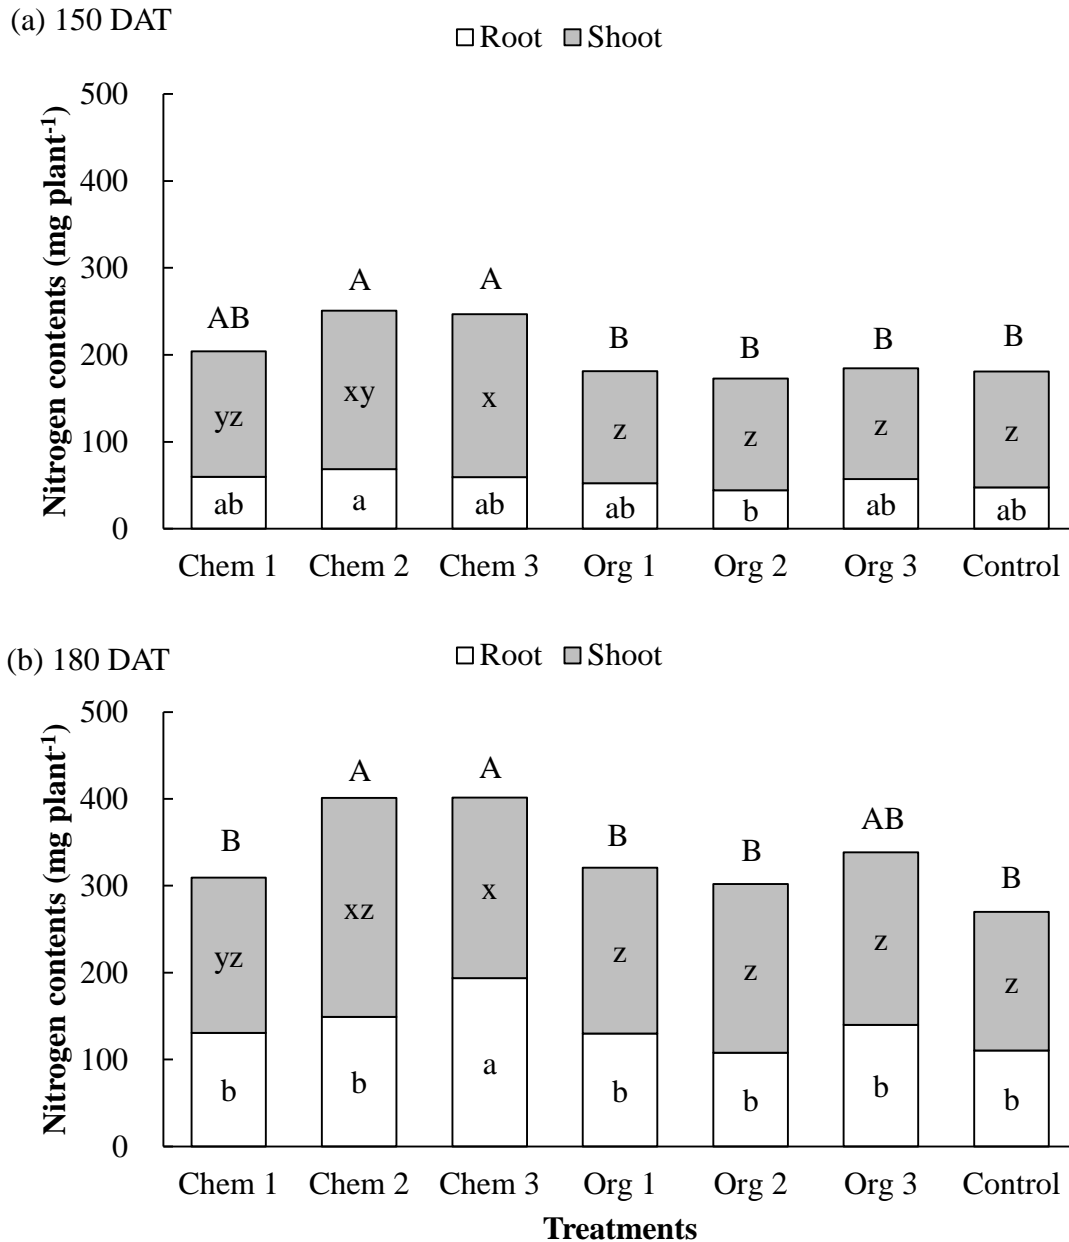 (a) 150 DAT
Root Shoot
Nitrogen contents (mg plant-1)
500
400
300
200
100
0
AB A A B B B B
yz xy x z z z z
ab a ab ab b ab ab
Chem 1 Chem 2 Chem 3 Org 1 Org 2 Org 3 Control
(b) 180 DAT
Root Shoot
Nitrogen contents (mg plant-1)
500
400
300
200
100
0
B A A B B AB B
yz xz x z z z z
b b a b b b b
Chem 1 Chem 2 Chem 3 Org 1 Org 2 Org 3 Control
Treatments